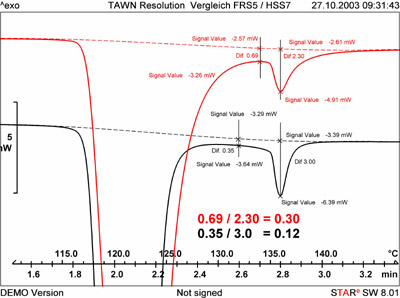 ^exo
TAWN Resolution Vergleich FRS5 / HSS7
27.10.2003 09:31:43
Signal Value -2.57 mW
Signal Value -2.61 mW
Dif 0.69
Dif 2.30
Signal Value -3.26 mW
Signal Value -4.91 mW
Signal Value -3.29 mW
Signal Value -3.39 mW
5
mW
Dif 0.35
Signal Value -3.64 mW
Dif 3.00
Signal Value -6.39 mW
0.69 / 2.30 = 0.30
0.35 / 3.0 = 0.12
115.0 120.0 125.0 130.0 135.0 140.0 °C
1.6 1.8 2.0 2.2 2.4 2.6 2.8 3.0 3.2 min
DEMO Version
Not signed
STARe SW 8.01